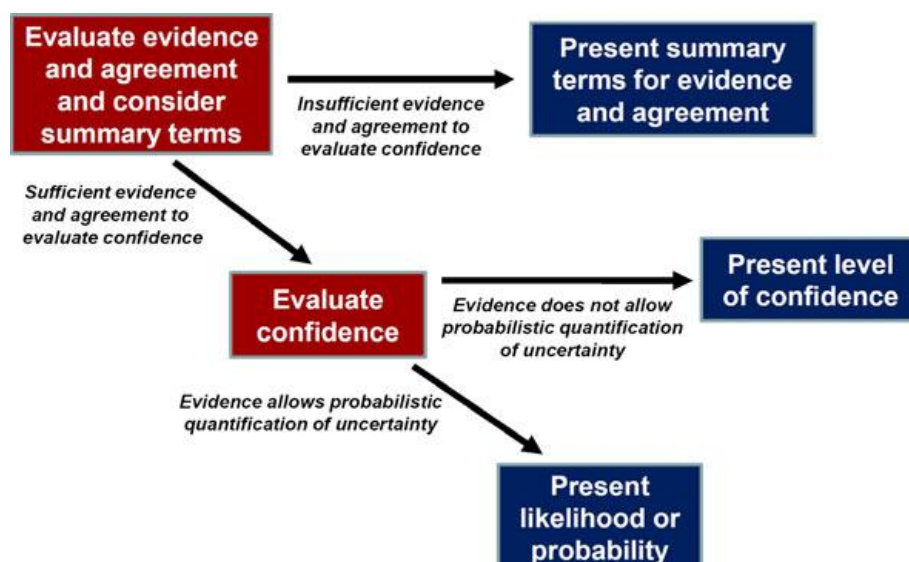 Evaluate evidence
and agreement
and consider
summary terms
Present summary
terms for evidence
and agreement
Insufficient evidence
and agreement to
evaluate confidence
Sufficient evidence
and agreement to
evaluate confidence
Evaluate
confidence
Present level
of confidence
Evidence does not allow
probabilistic quantification
of uncertainty
Evidence allows probabilistic
quantification of uncertainty
Present
likelihood or
probability